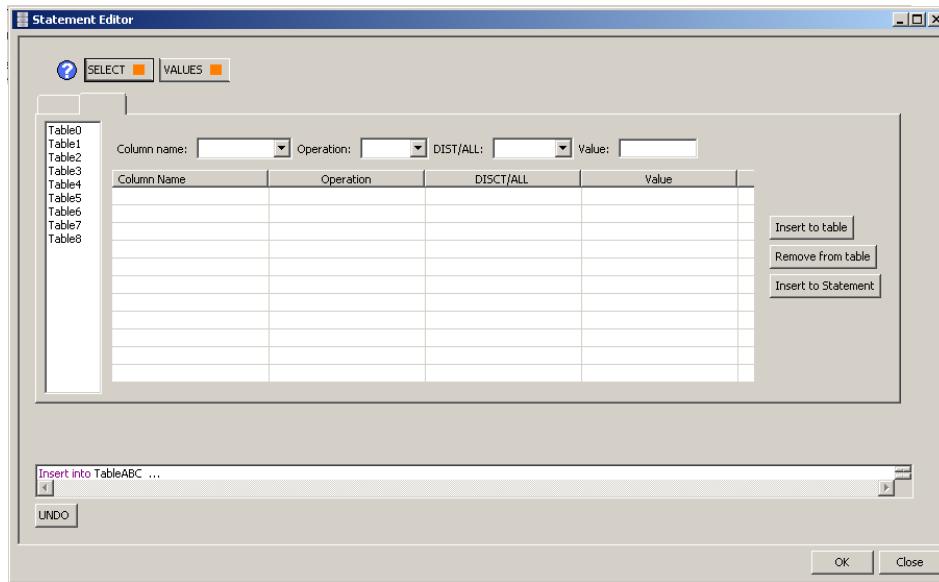 Statement Editor
SELECT VALUES
Table0
Table1
Table2
Table3
Table4
Table5
Table6
Table7
Table8
Column name: Operation: DIST/ALL: Value:
Column Name Operation DISCT/ALL Value
Insert to table
Remove from table
Insert to Statement
Insert into TableABC ...
UNDO
OK Close